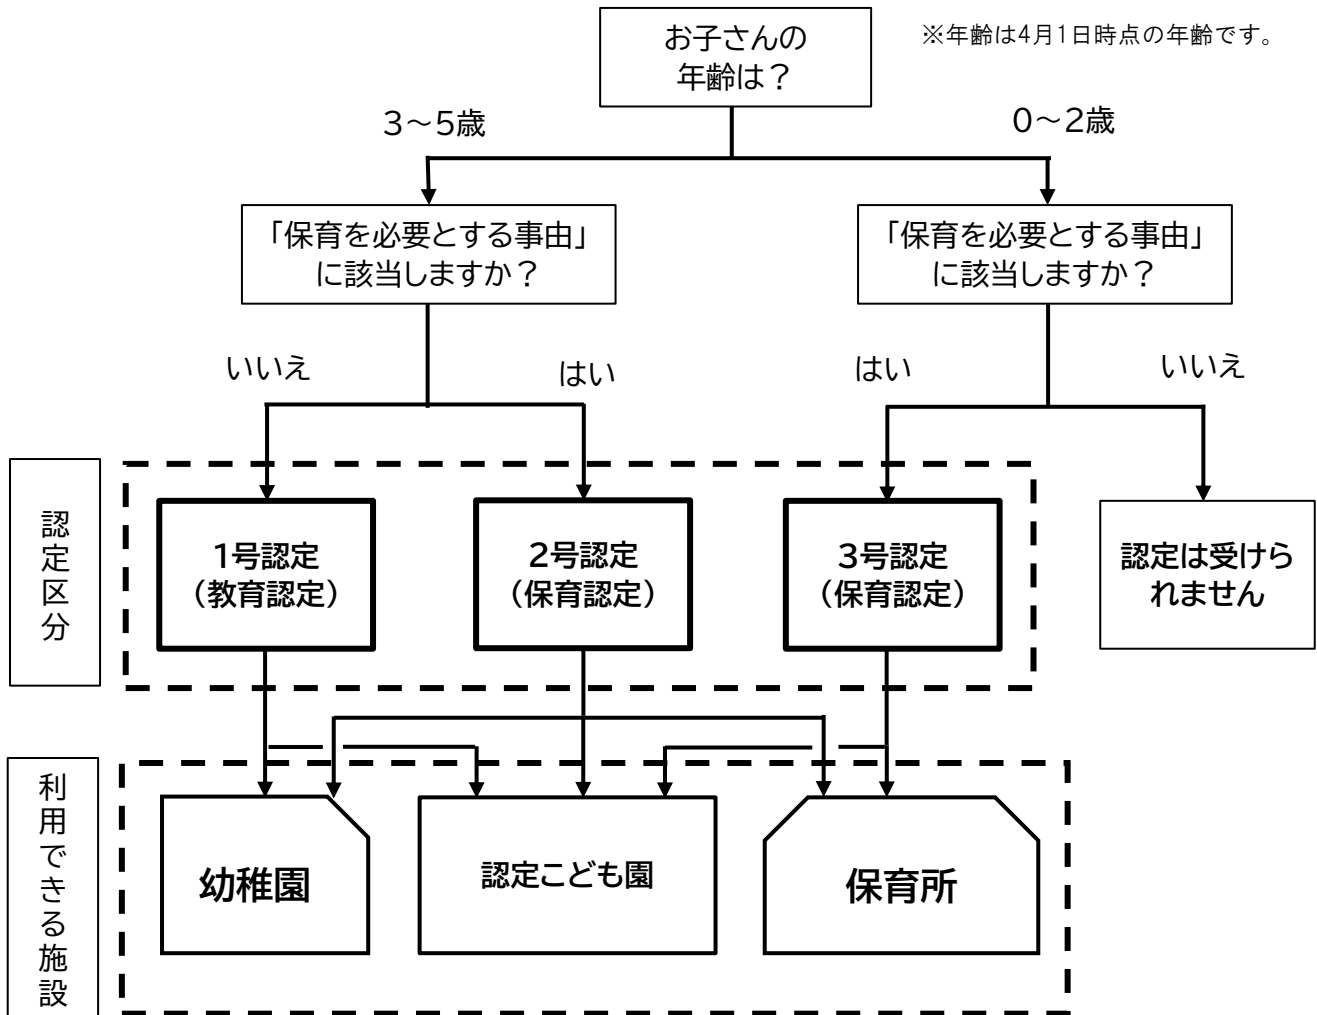 お子さんの
年齢は？
※年齢は4月1日時点の年齢です。
3～5歳
0～2歳
「保育を必要とする事由」
に該当しますか？
「保育を必要とする事由」
に該当しますか？
いいえ
はい
はい
いいえ
認定区分
1号認定
（教育認定）
2号認定
（保育認定）
3号認定
（保育認定）
認定は受けら
れません
利用できる施設
幼稚園
認定こども園
保育所